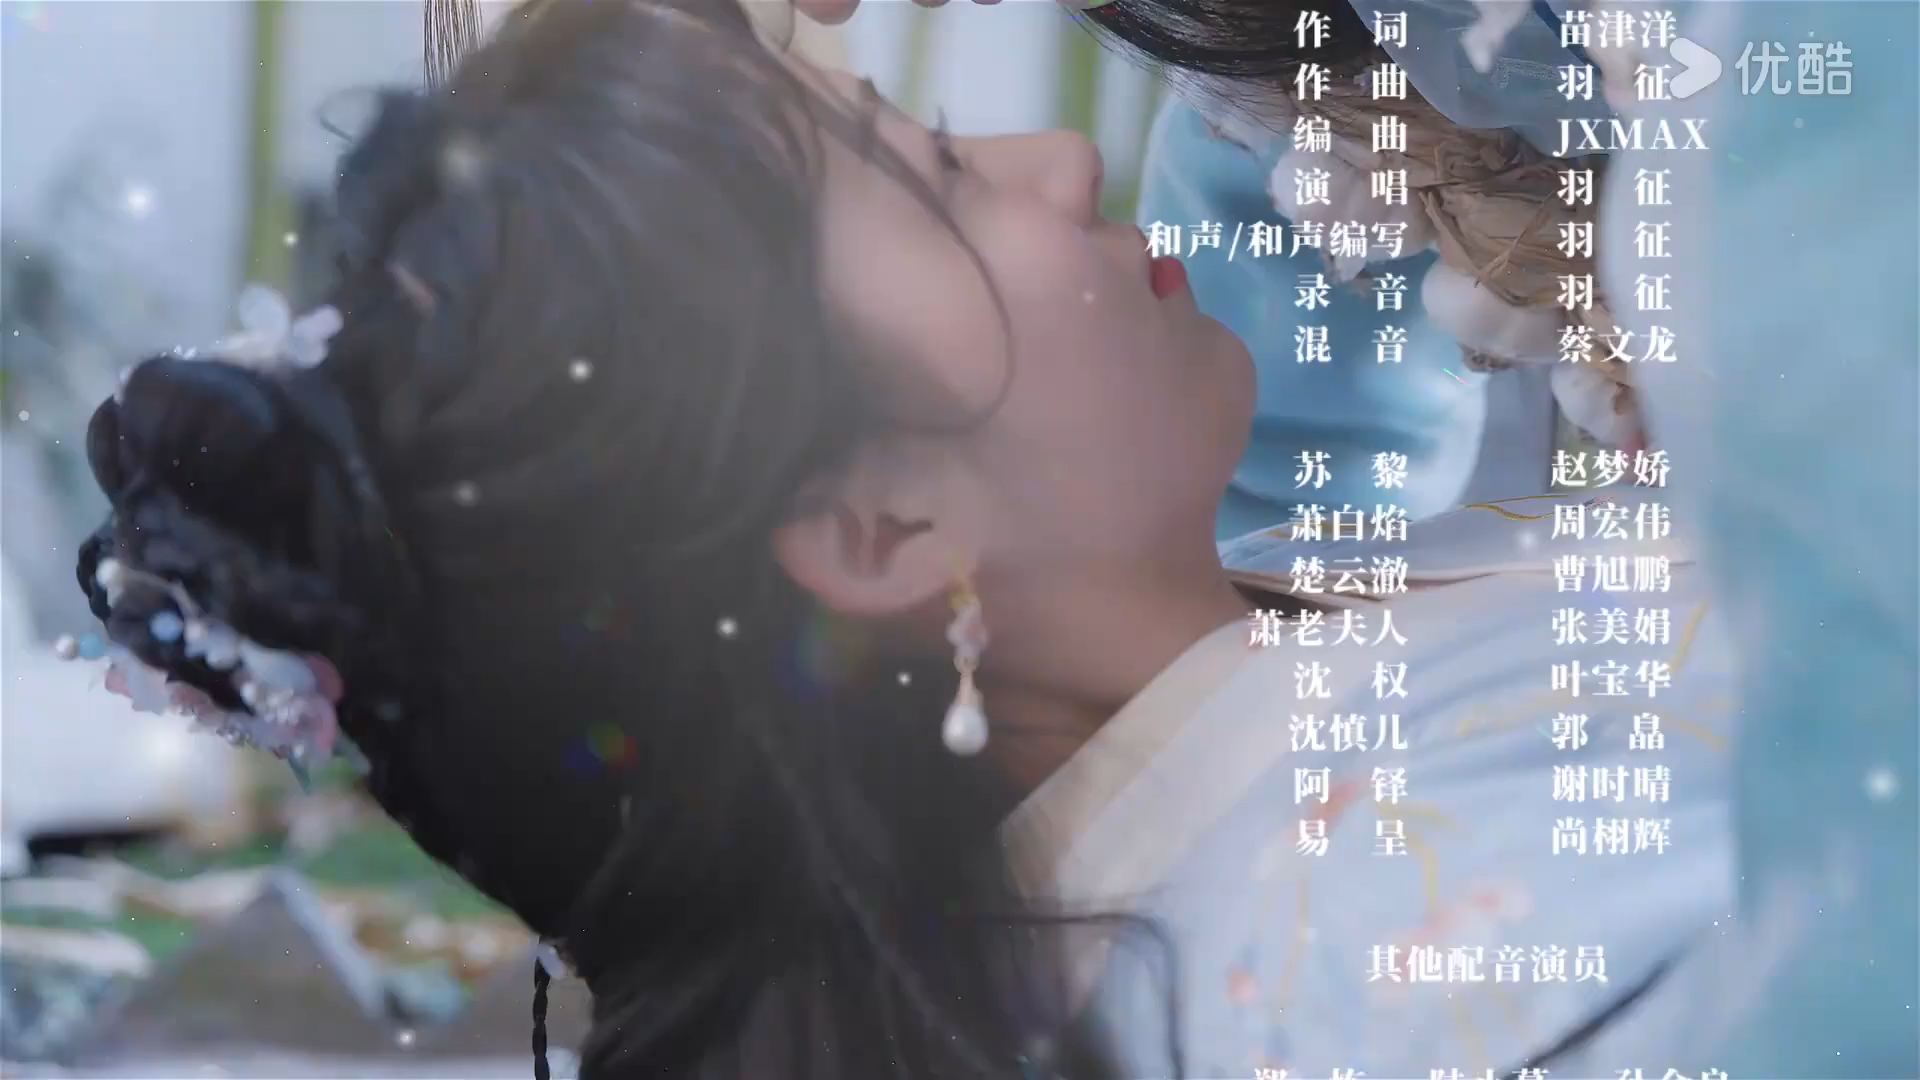 作 词 苗津洋
优酷
作 曲 羽 征
编 曲 JXMAX
演 唱 羽 征
和声/和声编写 羽 征
录 音 羽 征
混 音 蔡文龙
苏 黎 赵梦娇
萧白焰 周宏伟
楚云澈 曹旭鹏
萧老夫人 张美娟
沈 权 叶宝华
沈慎儿 郭 晶
阿 铎 谢时晴
易 呈 尚栩辉
其他配音演员